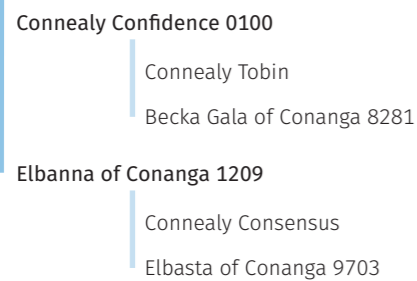 Connealy Confidence 0100
Connealy Tobin
Becka Gala of Conanga 8281
Elbanna of Conanga 1209
Connealy Consensus
Elbasta of Conanga 9703